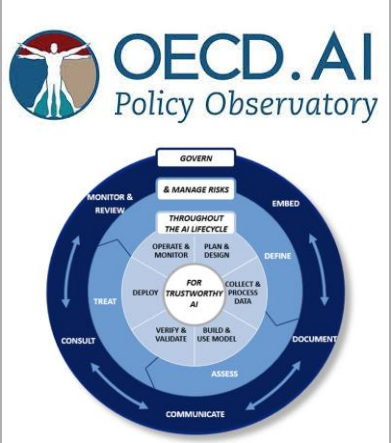 OECD.AI
Policy Observatory
GOVERN
MONITOR &
REVIEW
& MANAGE RISKS
EMBED
THROUGHOUT
THE AI LIFECYCLE
OPERATE &
MONITOR
PLAN &
DESIGN
DEFINE
TREAT
DEPLOY
FOR
TRUSTWORTHY
AI
COLLECT &
PROCESS
DATA
CONSULT
VERIFY &
VALIDATE
BUILD &
USE MODEL
DOCUMENT
ASSESS
COMMUNICATE